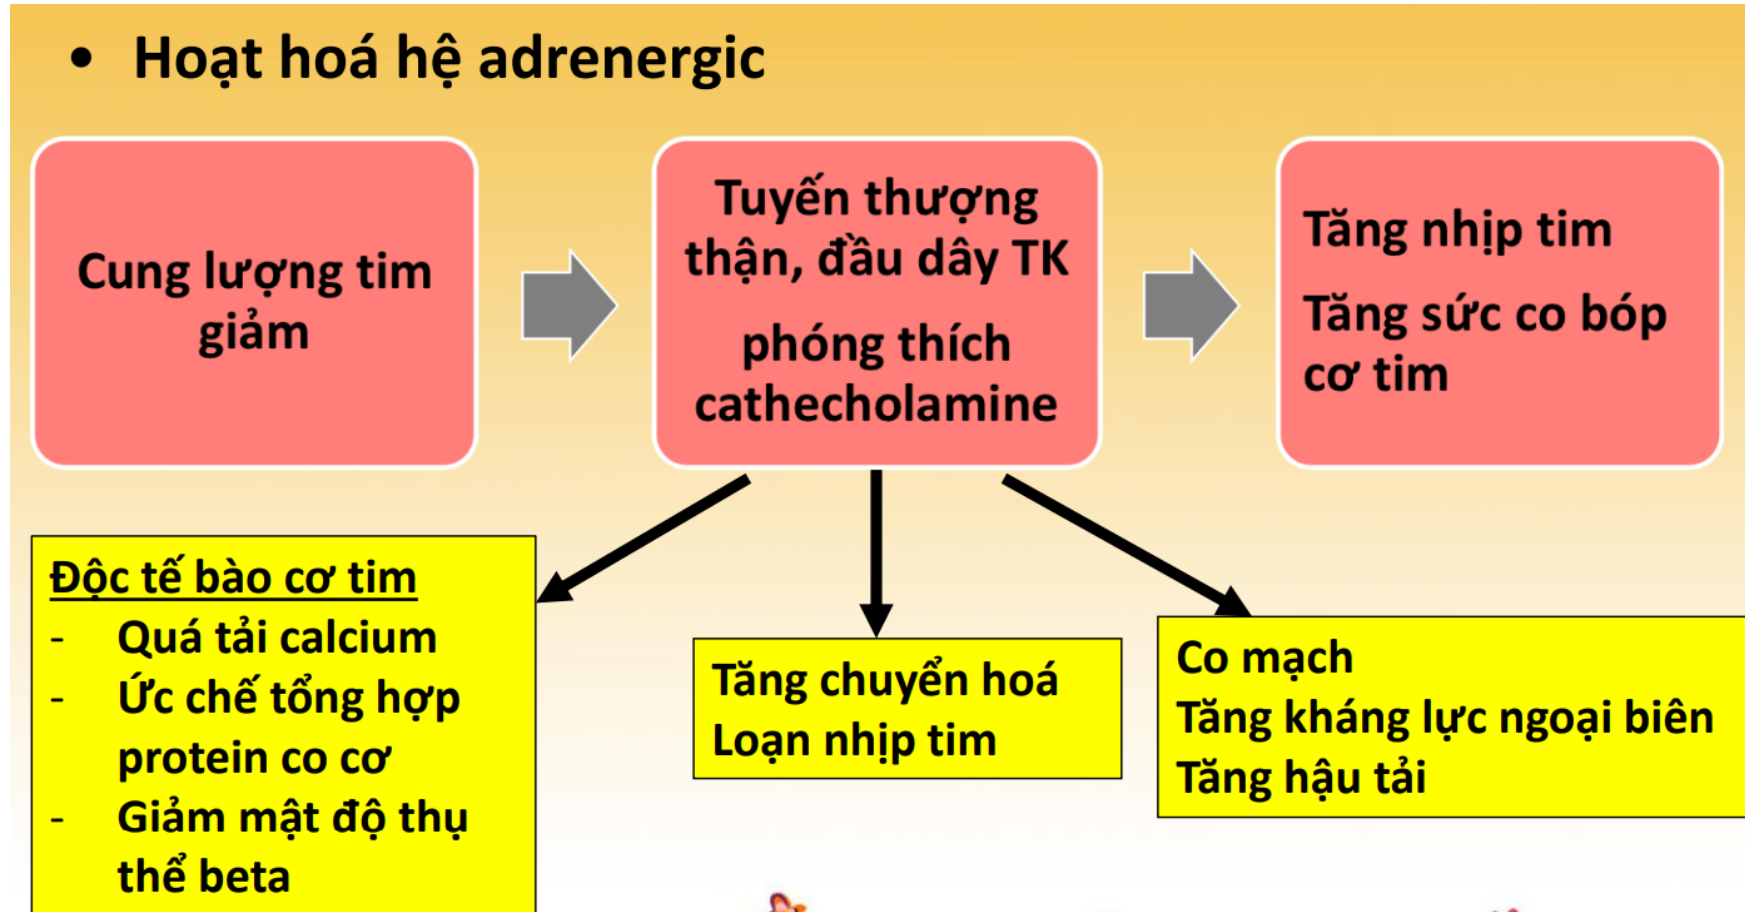 • Hoạt hoá hệ adrenergic
Cung lượng tim
giảm
Tuyến thượng
thận, đầu dây TK
phóng thích
cathecholamine
Tăng nhịp tim
Tăng sức co bóp
cơ tim
Độc tế bào cơ tim
- Quá tải calcium
- Ức chế tổng hợp
protein co cơ
- Giảm mật độ thụ
thể beta
Tăng chuyển hoá
Loạn nhịp tim
Co mạch
Tăng kháng lực ngoại biên
Tăng hậu tải